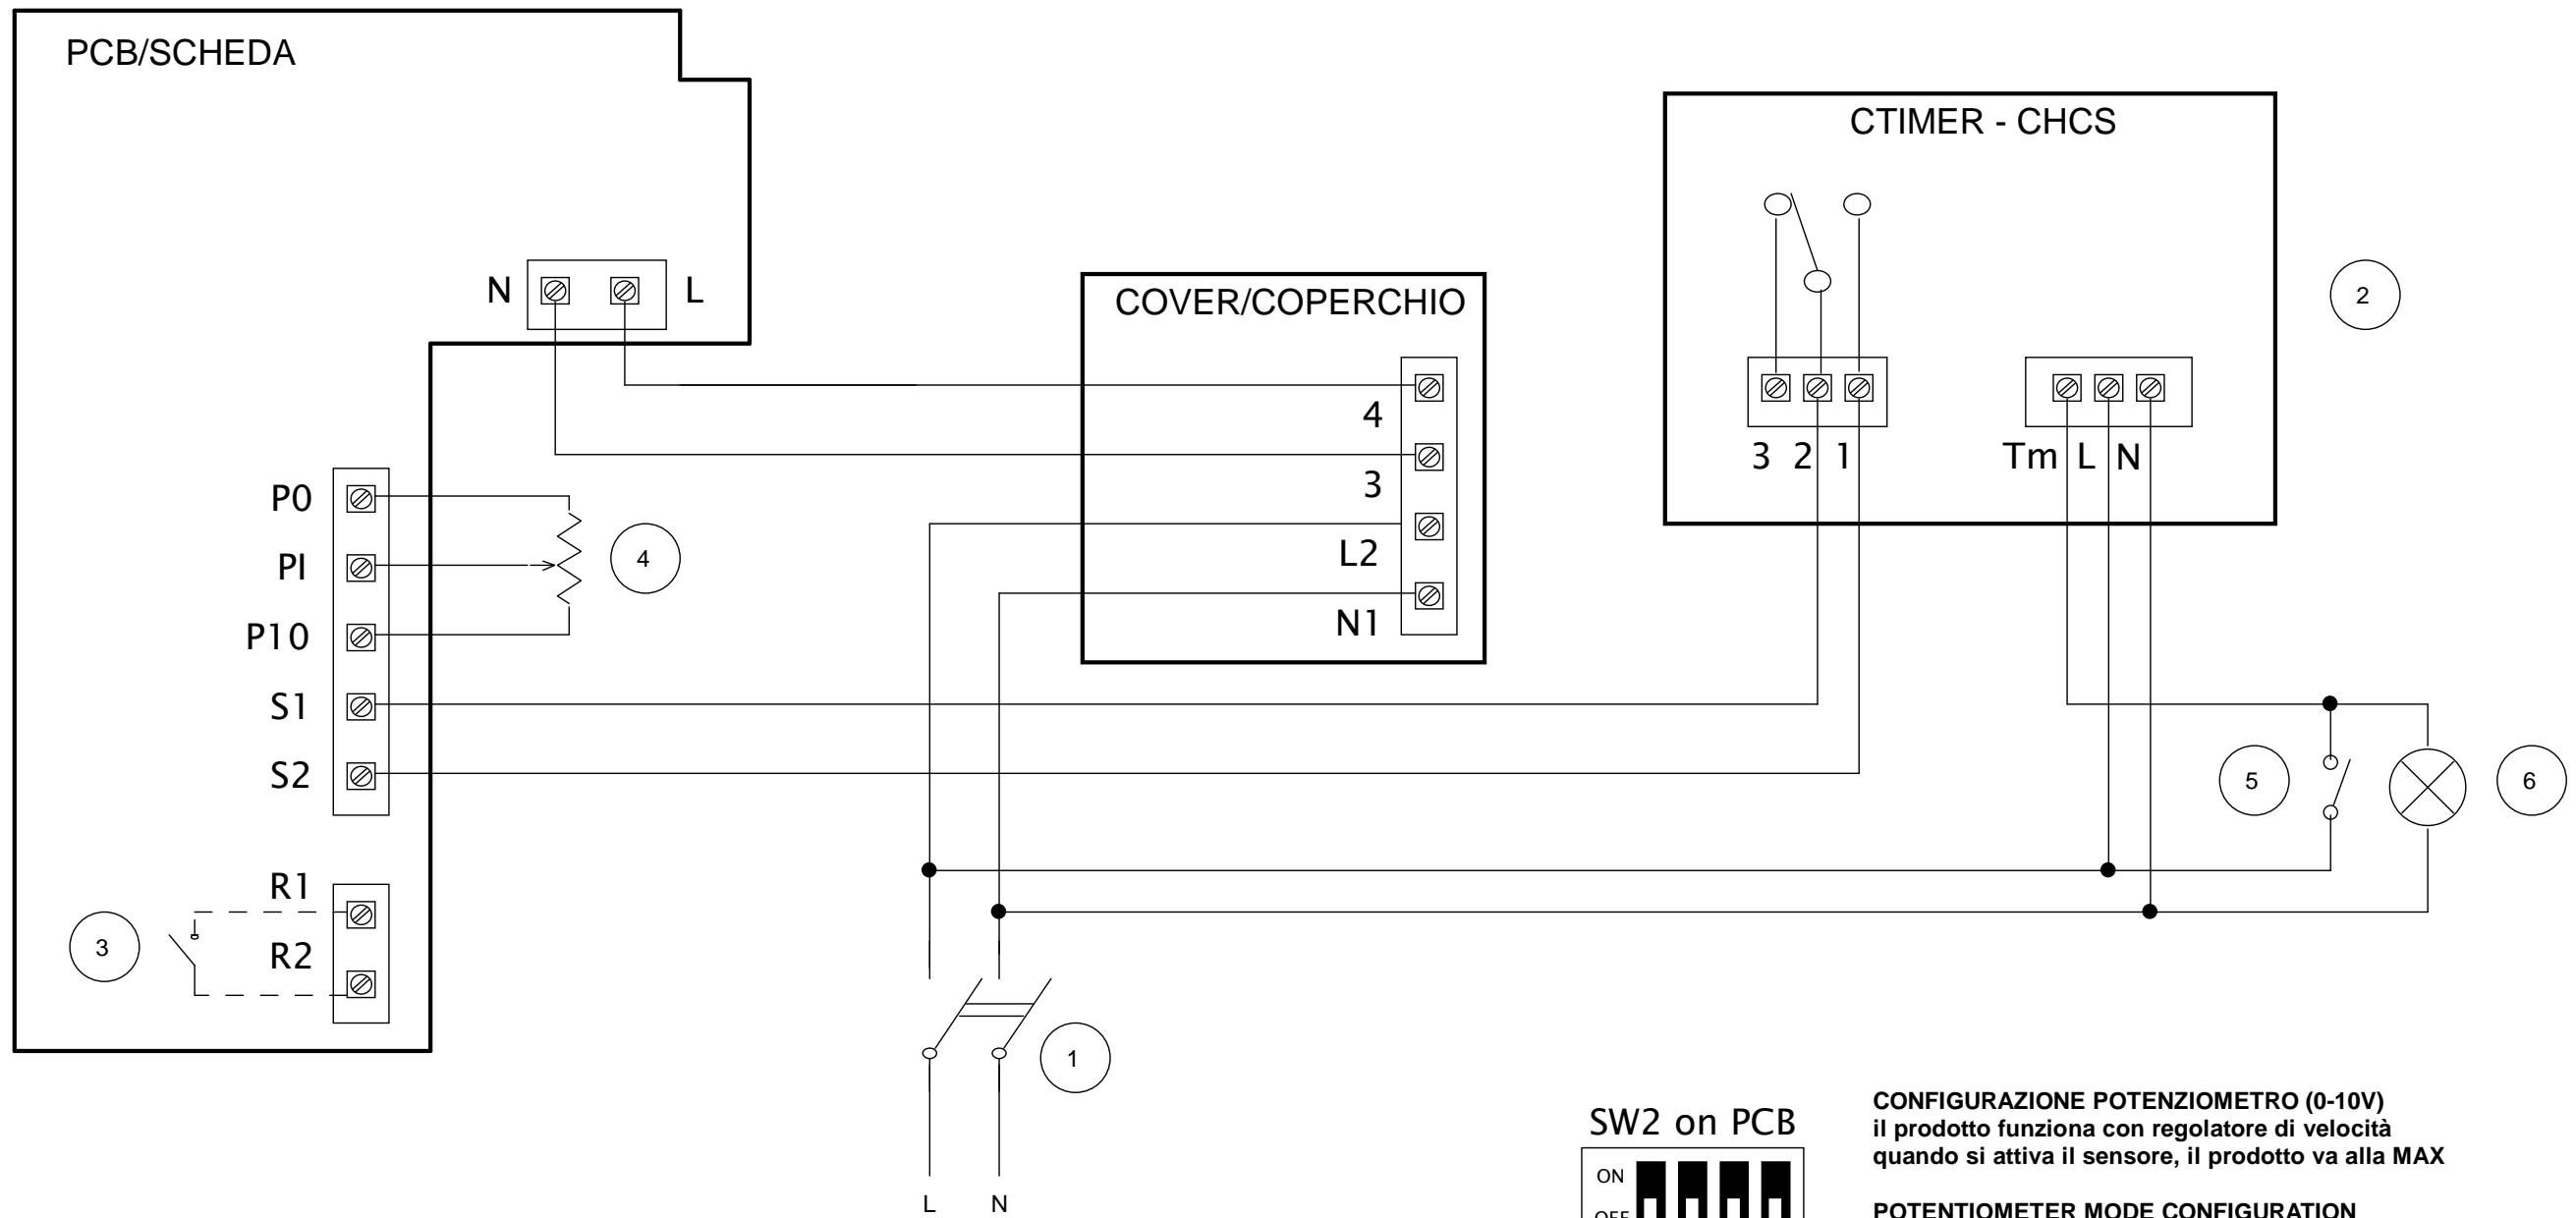 PCB/SCHEDA
N
L
P0
PI
P10
S1
S2
R1
R2
3
4
COVER/COPERCHIO
4
3
L2
N1
CTIMER - CHCS
3 2 1
Tm L N
2
5
6
1
L N
SW2 on PCB
ON
OFF
CONFIGURAZIONE POTENZIOMETRO (0-10V)
il prodotto funziona con regolatore di velocità
quando si attiva il sensore, il prodotto va alla MAX
POTENTIOMETER MODE CONFIGURATION